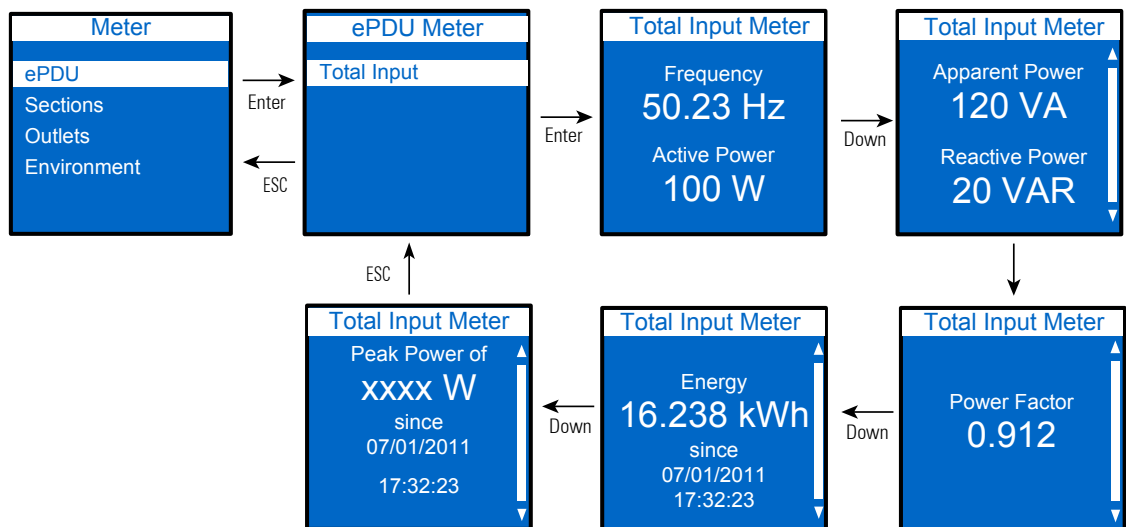 Meter
ePDU
Sections
Outlets
Environment
Enter
ESC
ePDU Meter
Total Input
Enter
Total Input Meter
Frequency
50.23 Hz
Active Power
100 W
Down
Total Input Meter
Apparent Power
120 VA
Reactive Power
20 VAR
Total Input Meter
Power Factor
0.912
Down
Total Input Meter
Energy
16.238 kWh
since
07/01/2011
17:32:23
Down
Total Input Meter
Peak Power of
xxxx W
since
07/01/2011
17:32:23
ESC